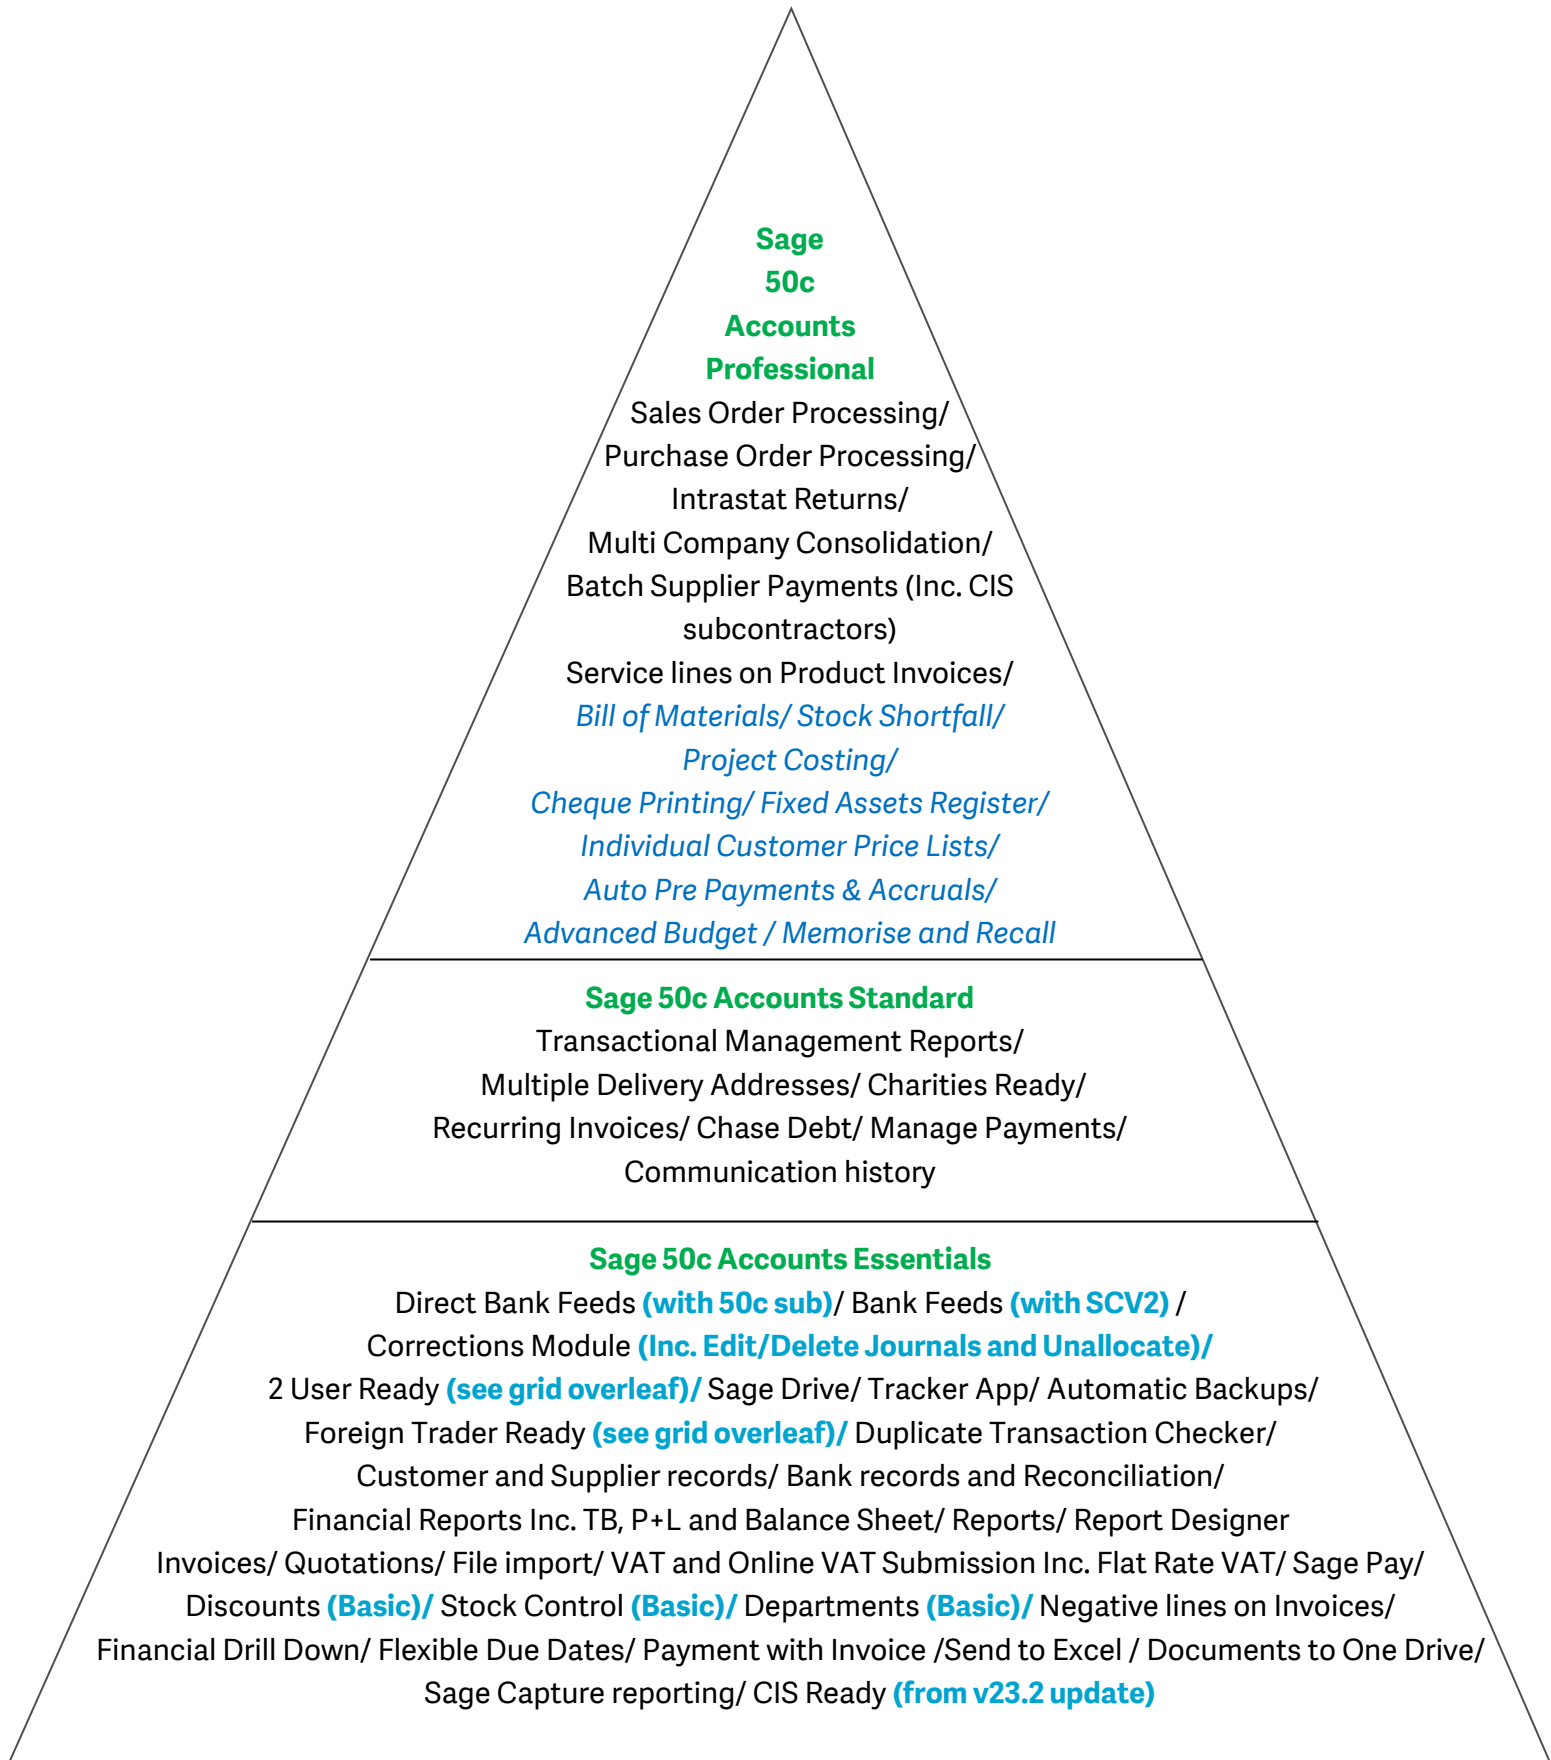 Sage
50c
Accounts
Professional
Sales Order Processing/
Purchase Order Processing/
Intrastat Returns/
Multi Company Consolidation/
Batch Supplier Payments (Inc. CIS
subcontractors)
Service lines on Product Invoices/
Bill of Materials/ Stock Shortfall/
Project Costing/
Cheque Printing/ Fixed Assets Register/
Individual Customer Price Lists/
Auto Pre Payments & Accruals/
Advanced Budget / Memorise and Recall
Sage 50c Accounts Standard
Transactional Management Reports/
Multiple Delivery Addresses/ Charities Ready/
Recurring Invoices/ Chase Debt/ Manage Payments/
Communication history
Sage 50c Accounts Essentials
Direct Bank Feeds (with 50c sub)/ Bank Feeds (with SCV2) /
Corrections Module (Inc. Edit/Delete Journals and Unallocate)/
2 User Ready (see grid overleaf)/ Sage Drive/ Tracker App/ Automatic Backups/
Foreign Trader Ready (see grid overleaf)/ Duplicate Transaction Checker/
Customer and Supplier records/ Bank records and Reconciliation/
Financial Reports Inc. TB, P+L and Balance Sheet/ Reports/ Report Designer
Invoices/ Quotations/ File import/ VAT and Online VAT Submission Inc. Flat Rate VAT/ Sage Pay/
Discounts (Basic)/ Stock Control (Basic)/ Departments (Basic)/ Negative lines on Invoices/
Financial Drill Down/ Flexible Due Dates/ Payment with Invoice /Send to Excel / Documents to One Drive/
Sage Capture reporting/ CIS Ready (from v23.2 update)